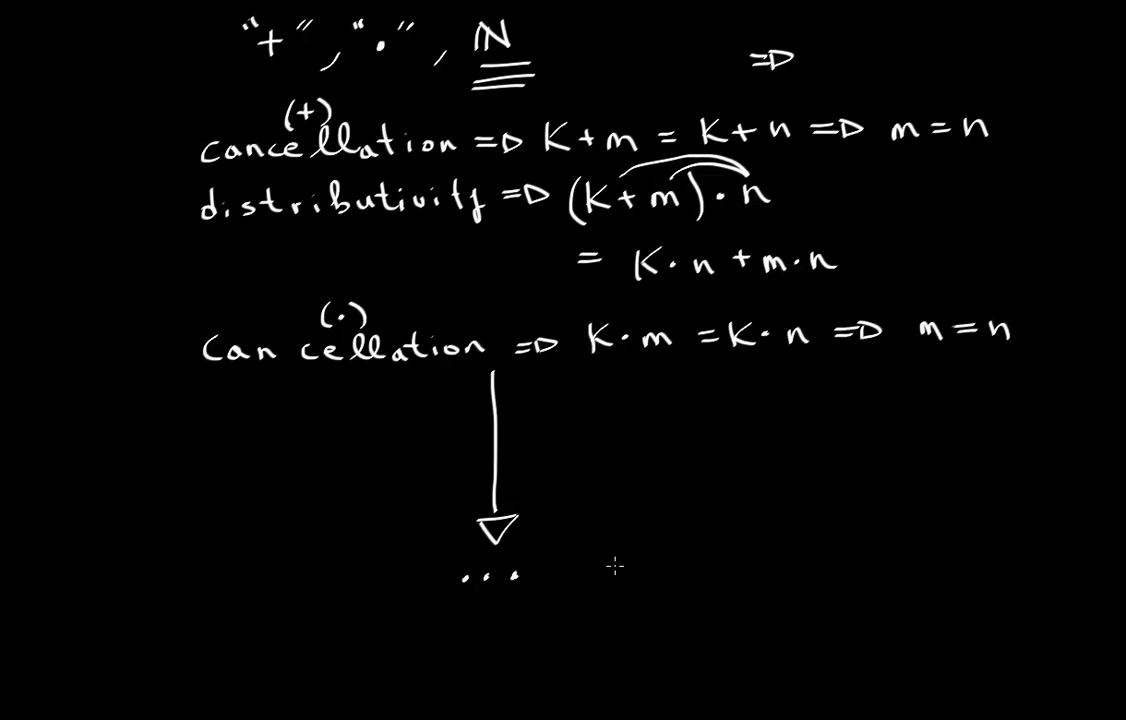 "+", "·", ℕ ⇒
(+)
cancellation ⇒ K+m = K+n ⇒ m=n
distributivity ⇒ (K+m)·n
= K·n+m·n
(·)
Cancellation ⇒ K·m =K·n ⇒ m=n
...